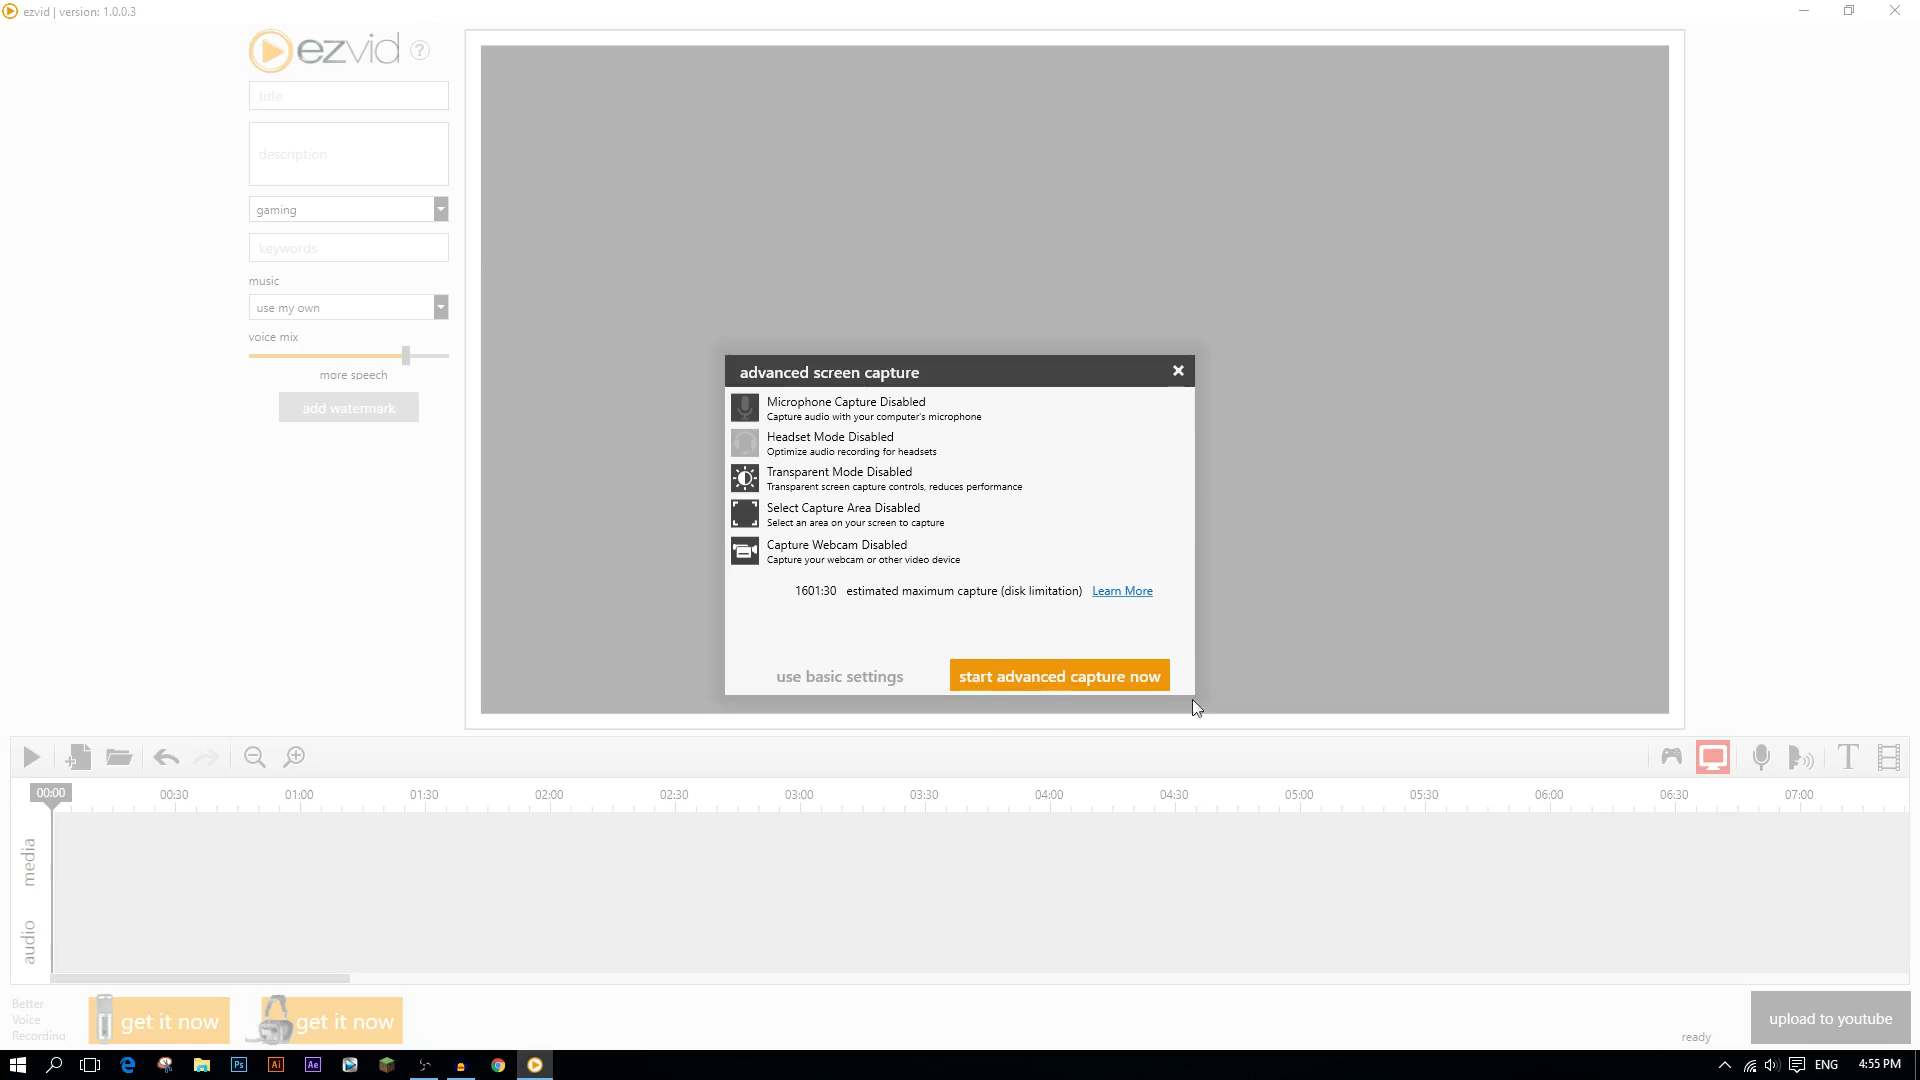 ezvid | version: 1.0.0.3
ezvid ?
title
description
gaming
keywords
music
use my own
voice mix
more speech
add watermark
advanced screen capture
Microphone Capture Disabled
Capture audio with your computer's microphone
Headset Mode Disabled
Optimize audio recording for headsets
Transparent Mode Disabled
Transparent screen capture controls, reduces performance
Select Capture Area Disabled
Select an area on your screen to capture
Capture Webcam Disabled
Capture your webcam or other video device
1601:30 estimated maximum capture (disk limitation) Learn More
use basic settings
start advanced capture now
T
00:00 00:30 01:00 01:30 02:00 02:30 03:00 03:30 04:00 04:30 05:00 05:30 06:00 06:30 07:00
media
audio
Better
Voice
Recording
get it now
get it now
ready
upload to youtube
Ps Ai Ae
ENG
4:55 PM